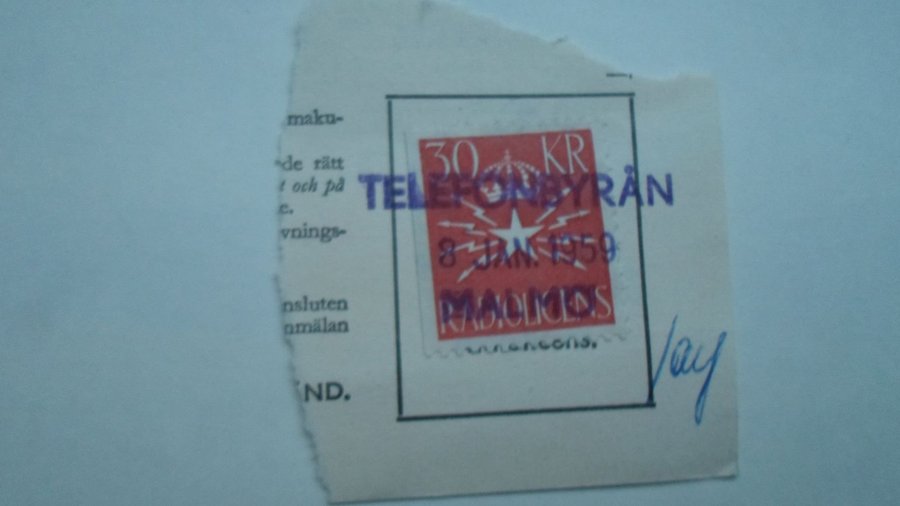 maku-
de rätt
t och på
e.
vnings-
nsluten
nmälan
ND.
30 KR
TELEFONBYRÅN
8 JAN. 1959
MALMÖ
RADIOLICENS